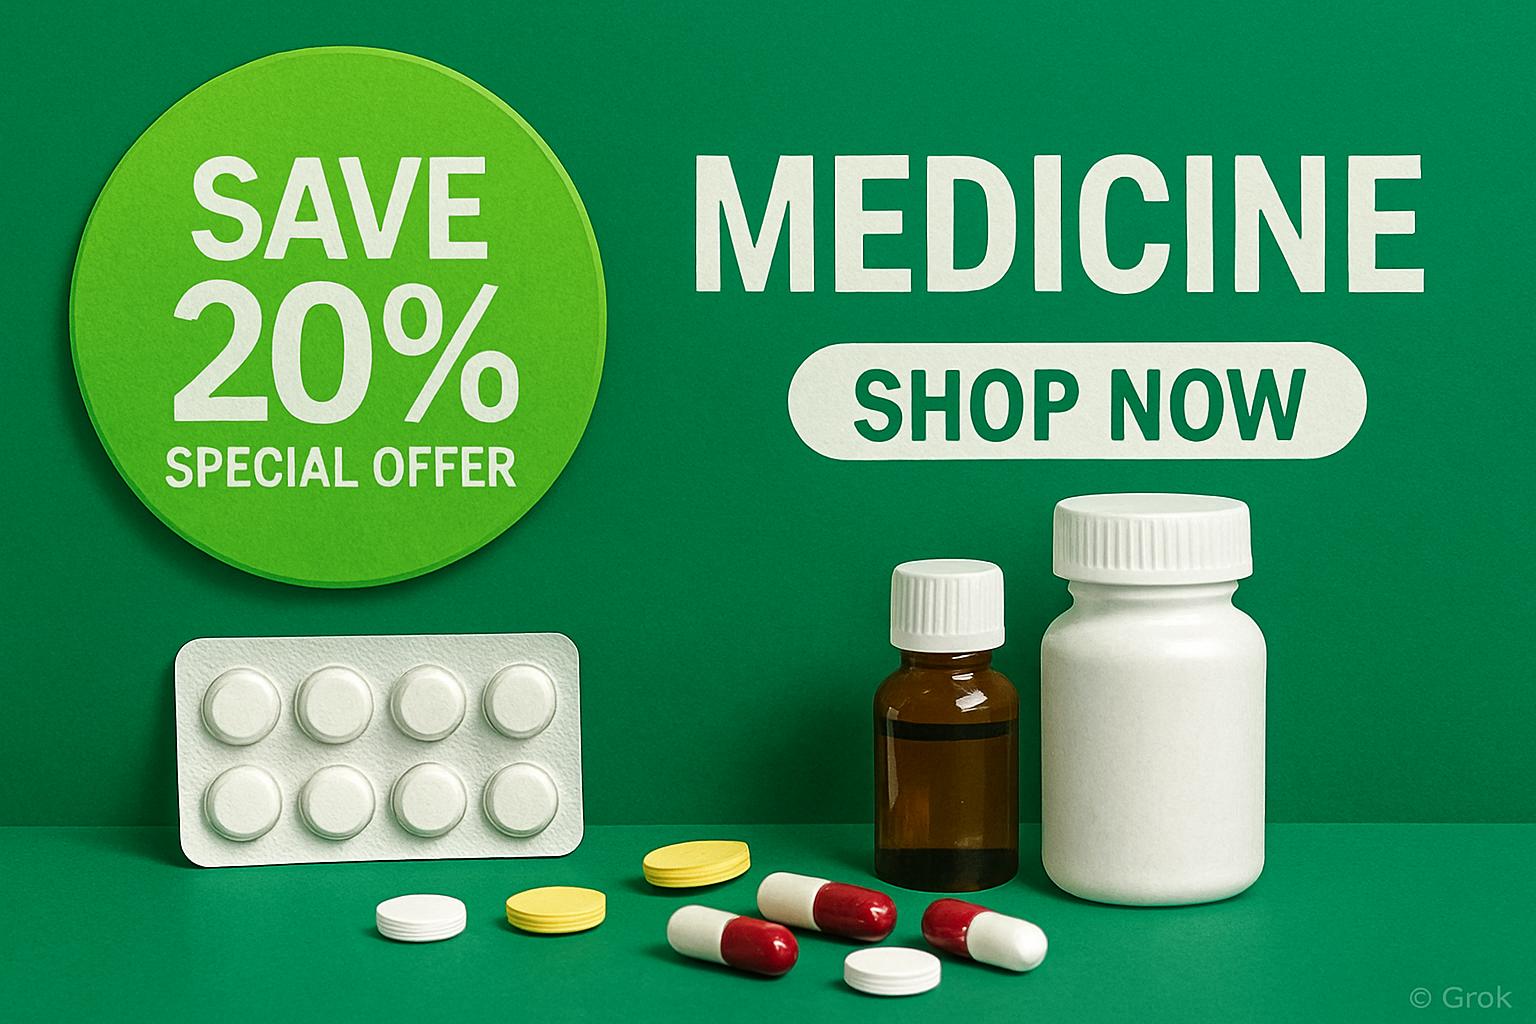 SAVE
20%
SPECIAL OFFER
MEDICINE
SHOP NOW
© Grok